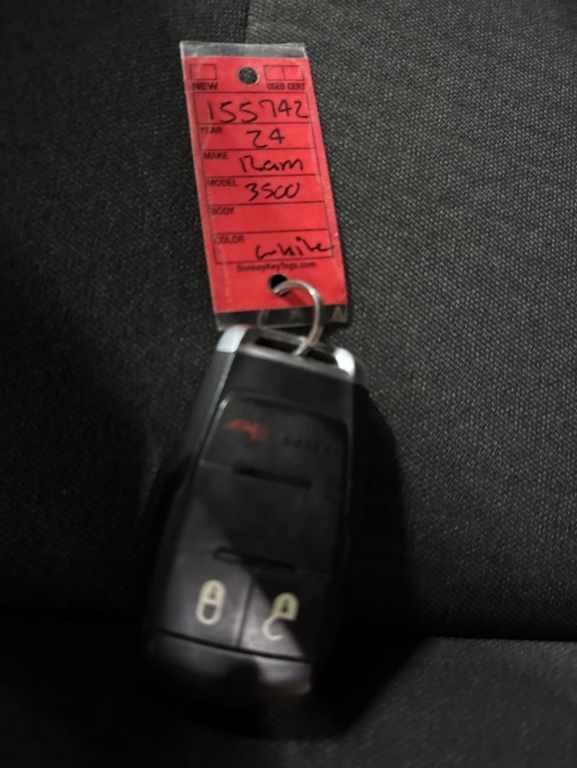 NEW USED CERT
155742
YEAR 24
MAKE Ram
MODEL 3500
BODY
COLOR white
DonkeyKeyTags.com